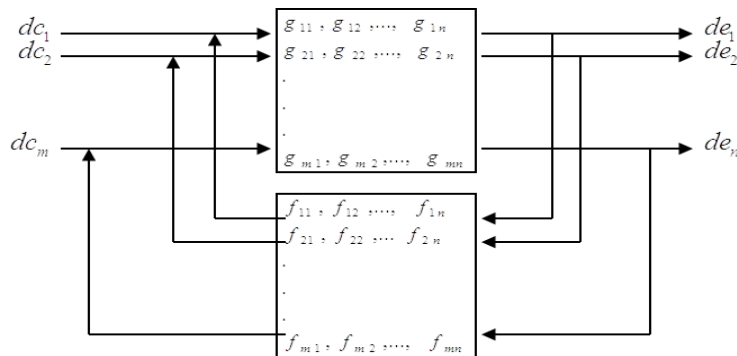 dc₁ g₁₁ , g₁₂ ,..., g₁ₙ de₁
dc₂ g₂₁ , g₂₂ ,..., g₂ₙ de₂
.
.
.
dcₘ deₙ
gₘ₁ , gₘ₂ ,..., gₘₙ
f₁₁ , f₁₂ ,..., f₁ₙ
f₂₁ , f₂₂ ,... f₂ₙ
.
.
.
fₘ₁ , fₘ₂ ,..., fₘₙ